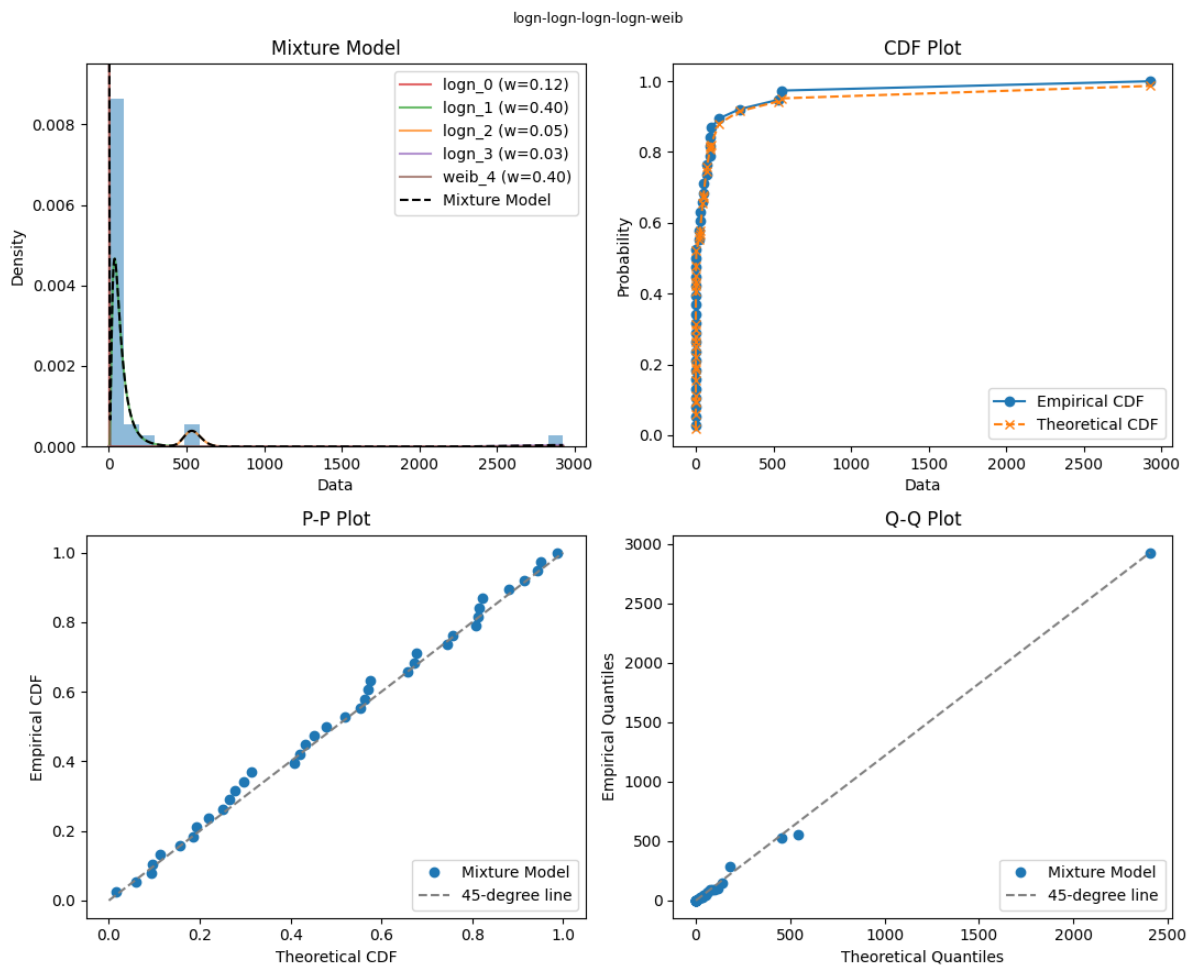 logn-logn-logn-logn-weib
Mixture Model
logn_0 (w=0.12)
logn_1 (w=0.40)
logn_2 (w=0.05)
logn_3 (w=0.03)
weib_4 (w=0.40)
Mixture Model
Density
0.008
0.006
0.004
0.002
0.000
0 500 1000 1500 2000 2500 3000
Data
CDF Plot
Probability
1.0
0.8
0.6
0.4
0.2
0.0
Empirical CDF
Theoretical CDF
0 500 1000 1500 2000 2500 3000
Data
P-P Plot
Empirical CDF
1.0
0.8
0.6
0.4
0.2
0.0
Mixture Model
45-degree line
0.0 0.2 0.4 0.6 0.8 1.0
Theoretical CDF
Q-Q Plot
Empirical Quantiles
3000
2500
2000
1500
1000
500
0
Mixture Model
45-degree line
0 500 1000 1500 2000 2500
Theoretical Quantiles